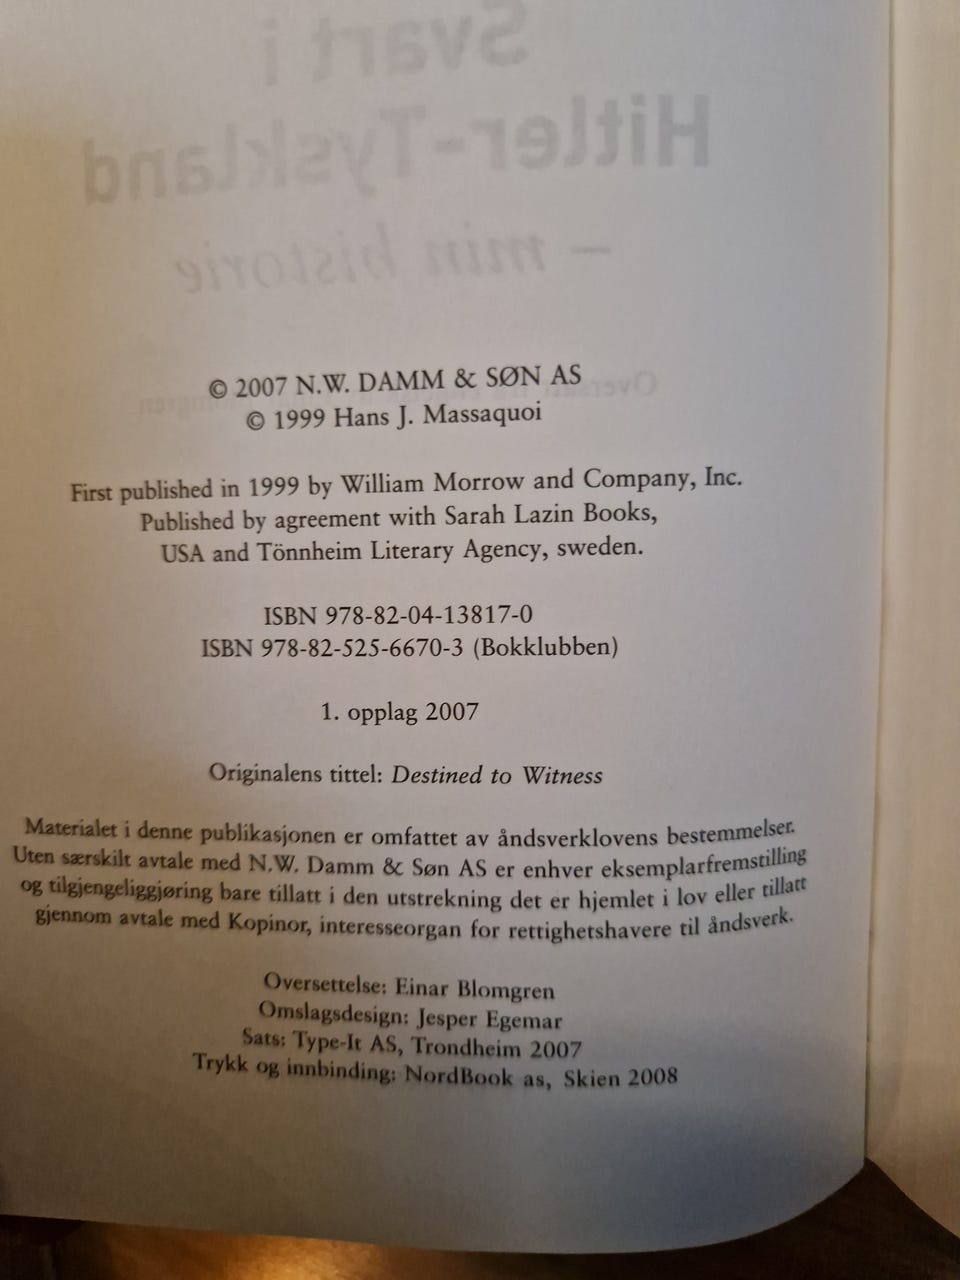 Svart i
Hitler-Tyskland
– min historie
© 2007 N.W. DAMM & SØN AS
© 1999 Hans J. Massaquoi
First published in 1999 by William Morrow and Company, Inc.
Published by agreement with Sarah Lazin Books,
USA and Tönnheim Literary Agency, sweden.
ISBN 978-82-04-13817-0
ISBN 978-82-525-6670-3 (Bokklubben)
1. opplag 2007
Originalens tittel: Destined to Witness
Materialet i denne publikasjonen er omfattet av åndsverklovens bestemmelser.
Uten særskilt avtale med N.W. Damm & Søn AS er enhver eksemplarfremstilling
og tilgjengeliggjøring bare tillatt i den utstrekning det er hjemlet i lov eller tillatt
gjennom avtale med Kopinor, interesseorgan for rettighetshavere til åndsverk.
Oversettelse: Einar Blomgren
Omslagsdesign: Jesper Egemar
Sats: Type-It AS, Trondheim 2007
Trykk og innbinding: NordBook as, Skien 2008